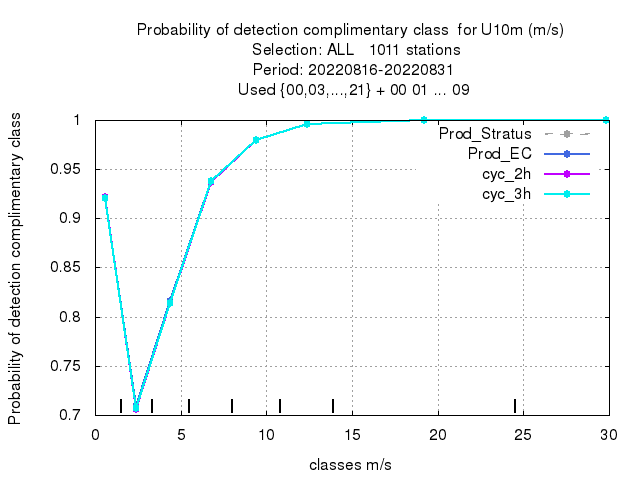 Probability of detection complimentary class  for U10m (m/s)
Selection: ALL   1011 stations
Period: 20220816-20220831
Used {00,03,...,21} + 00 01 ... 09
Probability of detection complimentary class
1
0.95
0.9
0.85
0.8
0.75
0.7
Prod_Stratus
Prod_EC
cyc_2h
cyc_3h
0 5 10 15 20 25 30
classes m/s